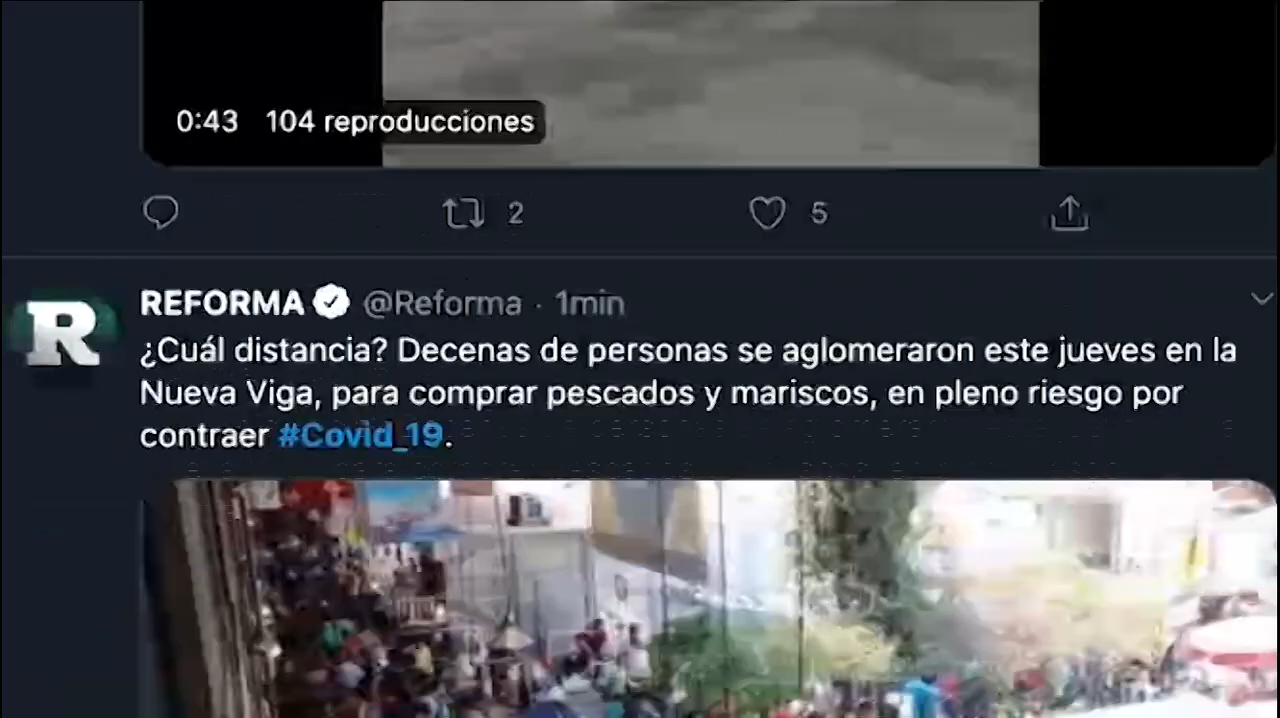 0:43 104 reproducciones
2 5
REFORMA @Reforma · 1min
R
¿Cuál distancia? Decenas de personas se aglomeraron este jueves en la
Nueva Viga, para comprar pescados y mariscos, en pleno riesgo por
contraer #Covid_19.